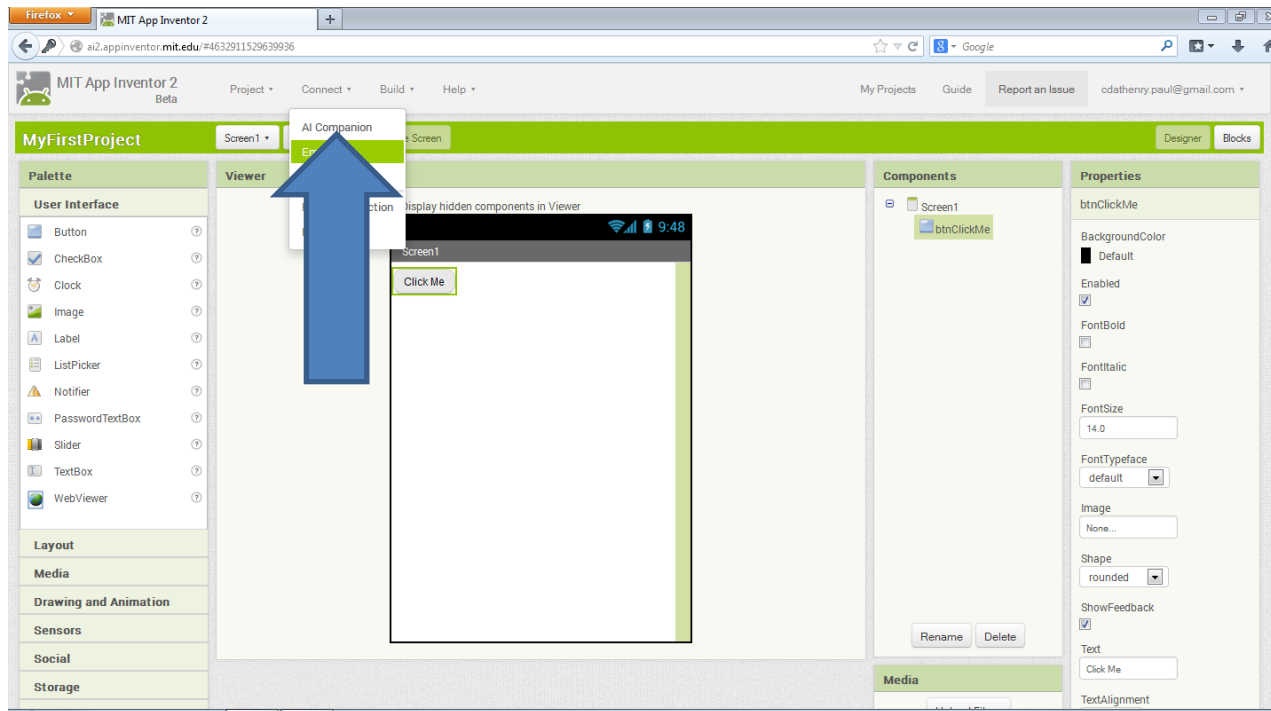 Firefox
MIT App Inventor 2
+
ai2.appinventor.mit.edu/#4632911529639936
Google
MIT App Inventor 2
Beta
Project Connect Build Help
My Projects Guide Report an Issue cdathenry.paul@gmail.com
MyFirstProject
Screen1
Screen
Designer Blocks
AI Companion
Palette
User Interface
Button
CheckBox
Clock
Image
Label
ListPicker
Notifier
PasswordTextBox
Slider
TextBox
WebViewer
Layout
Media
Drawing and Animation
Sensors
Social
Storage
Viewer
Display hidden components in Viewer
9:48
Screen1
Click Me
Components
Screen1
btnClickMe
Rename Delete
Media
Properties
btnClickMe
BackgroundColor
Default
Enabled
FontBold
FontItalic
FontSize
14.0
FontTypeface
default
Image
None...
Shape
rounded
ShowFeedback
Text
Click Me
TextAlignment